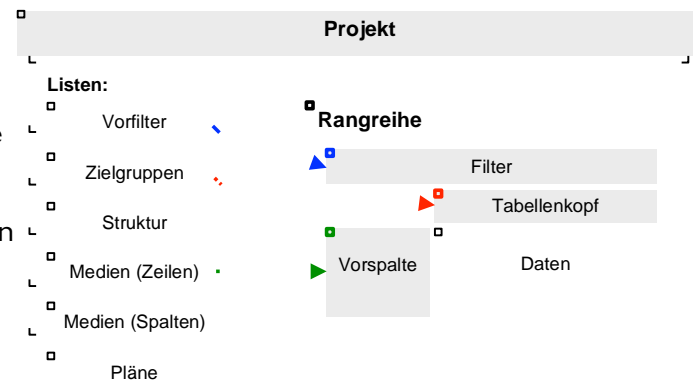 Projekt
Listen:
Vorfilter
Zielgruppen
Struktur
Medien (Zeilen)
Medien (Spalten)
Pläne
Rangreihe
Filter
Tabellenkopf
Vorspalte
Daten